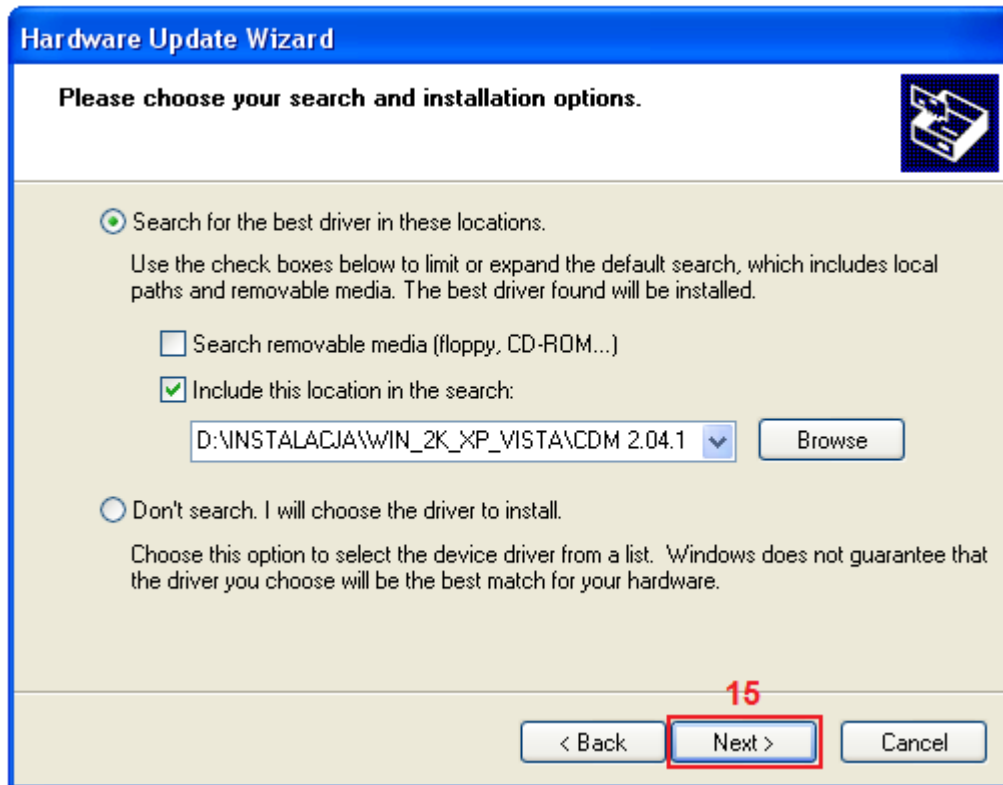 Hardware Update Wizard
Please choose your search and installation options.
Search for the best driver in these locations.
Use the check boxes below to limit or expand the default search, which includes local
paths and removable media. The best driver found will be installed.
Search removable media (floppy, CD-ROM...)
Include this location in the search:
D:\INSTALACJA\WIN_2K_XP_VISTA\CDM 2.04.1
Browse
Don't search. I will choose the driver to install.
Choose this option to select the device driver from a list. Windows does not guarantee that
the driver you choose will be the best match for your hardware.
15
< Back Next > Cancel